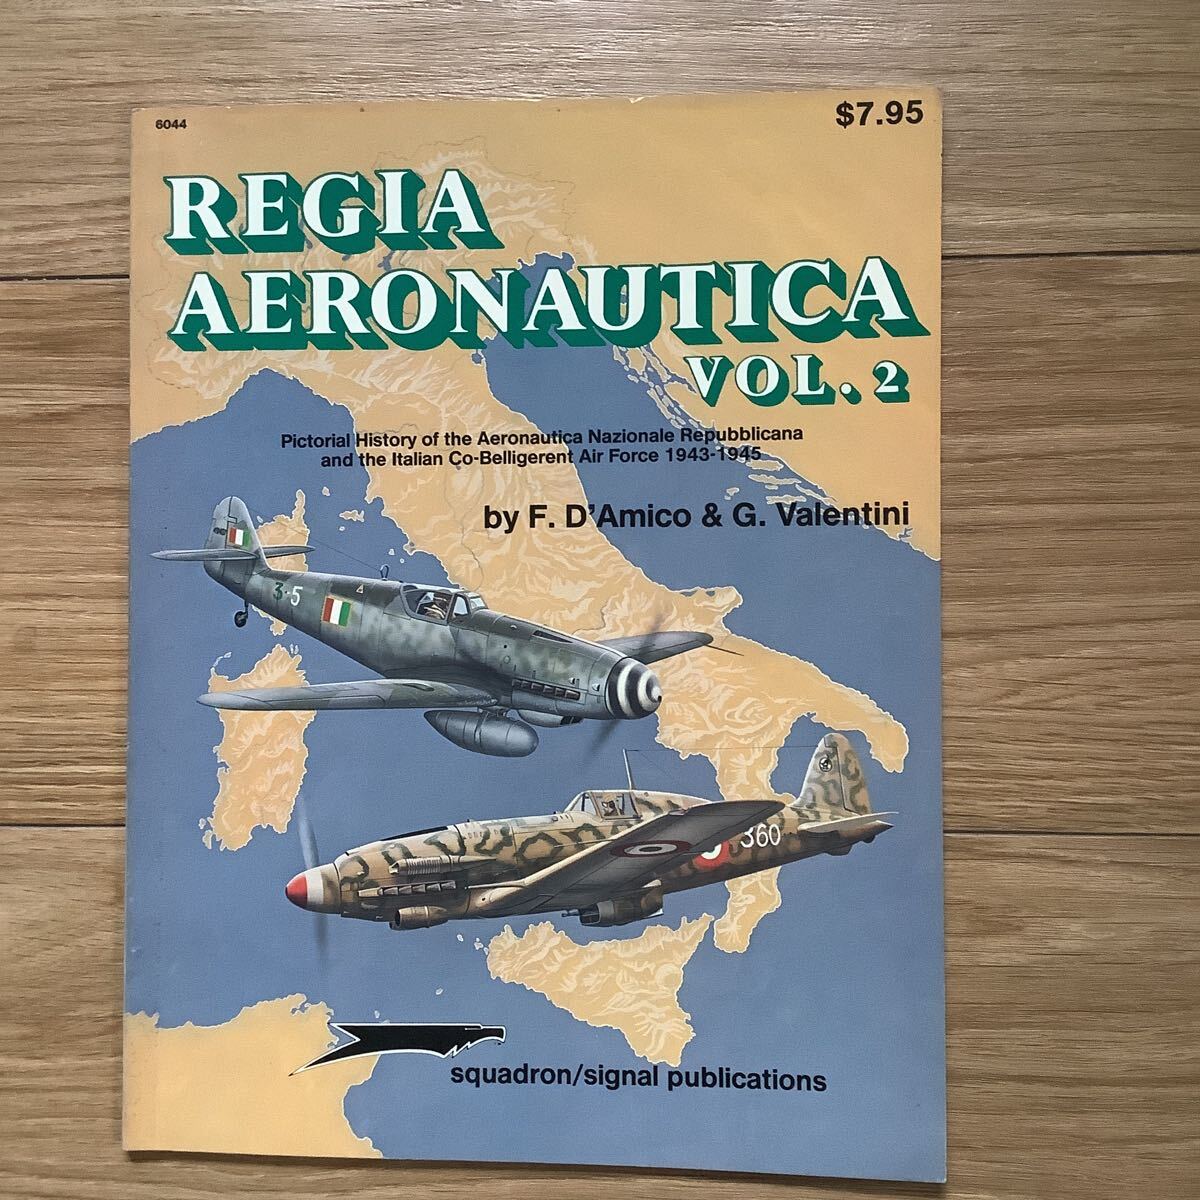 6044
$7.95
REGIA
AERONAUTICA
VOL. 2
Pictorial History of the Aeronautica Nazionale Repubblicana
and the Italian Co-Belligerent Air Force 1943-1945
by F. D'Amico & G. Valentini
3-5
360
squadron/signal publications